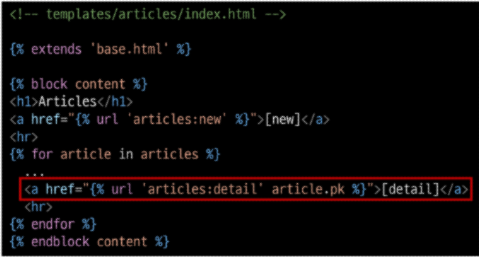 <!-- templates/articles/index.html -->
{% extends 'base.html' %}
{% block content %}
<h1>Articles</h1>
<a href="{% url 'articles:new' %}">[new]</a>
<hr>
{% for article in articles %}
...
<a href="{% url 'articles:detail' article.pk %}">[detail]</a>
<hr>
{% endfor %}
{% endblock content %}